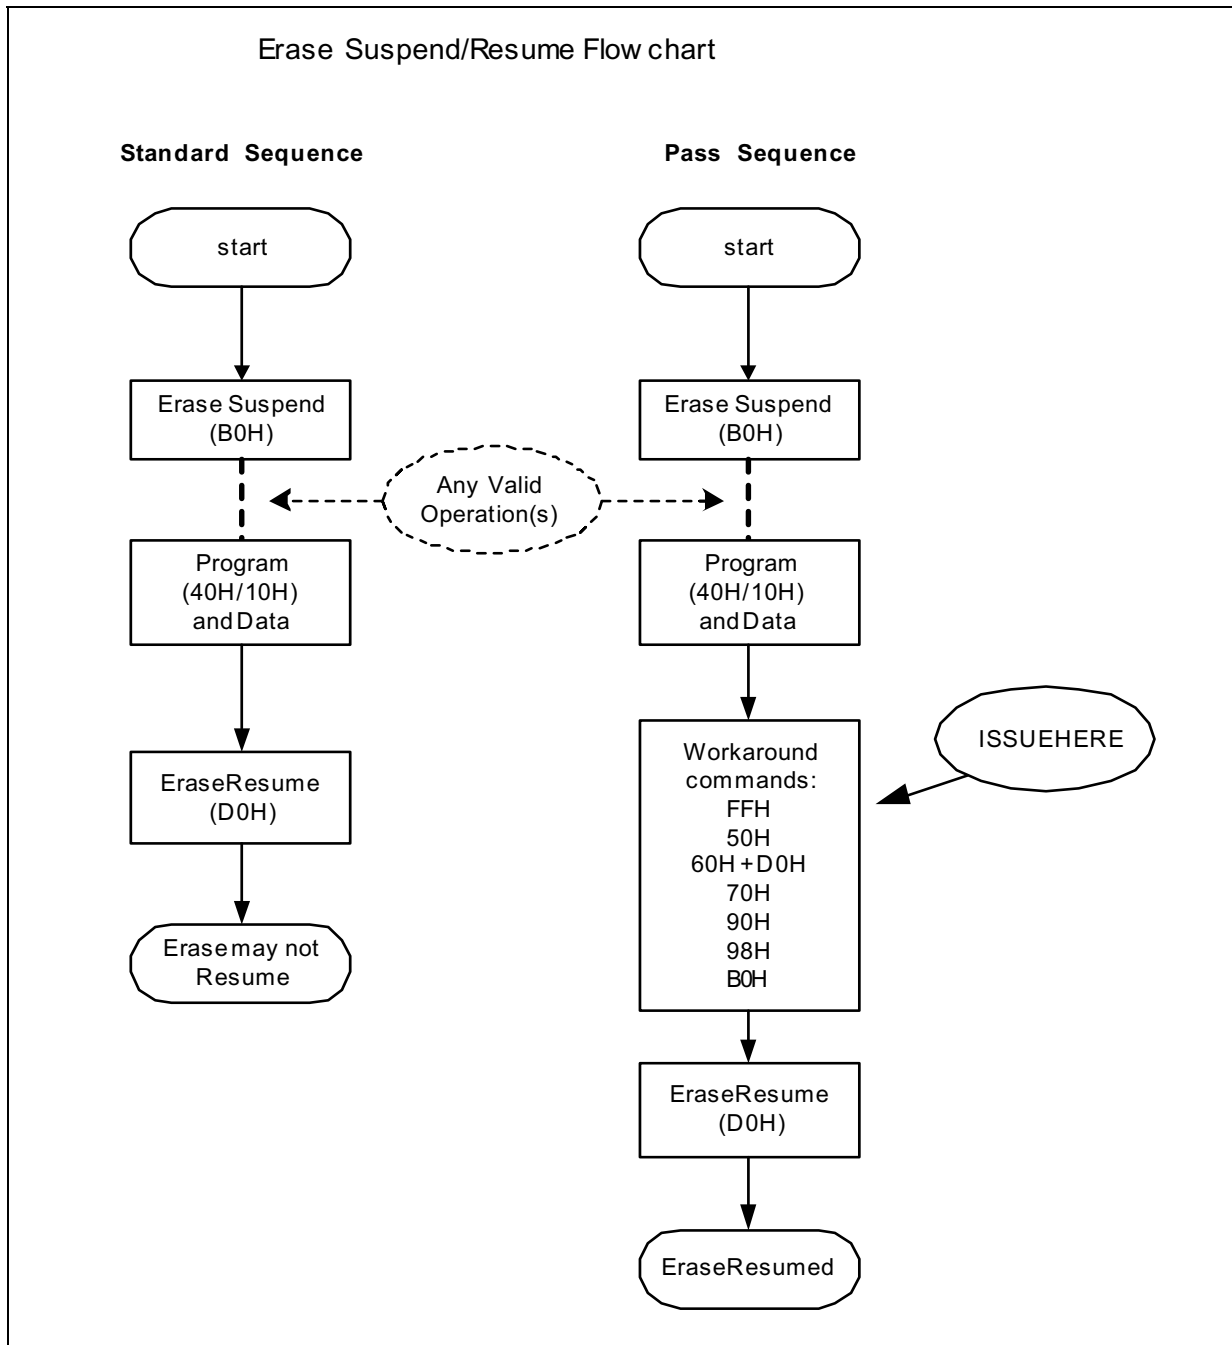 Erase Suspend/Resume Flow chart
Standard Sequence
start
Erase Suspend
(B0H)
Program
(40H/10H)
and Data
EraseResume
(D0H)
Erase may not
Resume
Any Valid
Operation(s)
Pass Sequence
start
Erase Suspend
(B0H)
Program
(40H/10H)
and Data
Workaround
commands:
FFH
50H
60H + D0H
70H
90H
98H
B0H
ISSUEHERE
EraseResume
(D0H)
EraseResumed